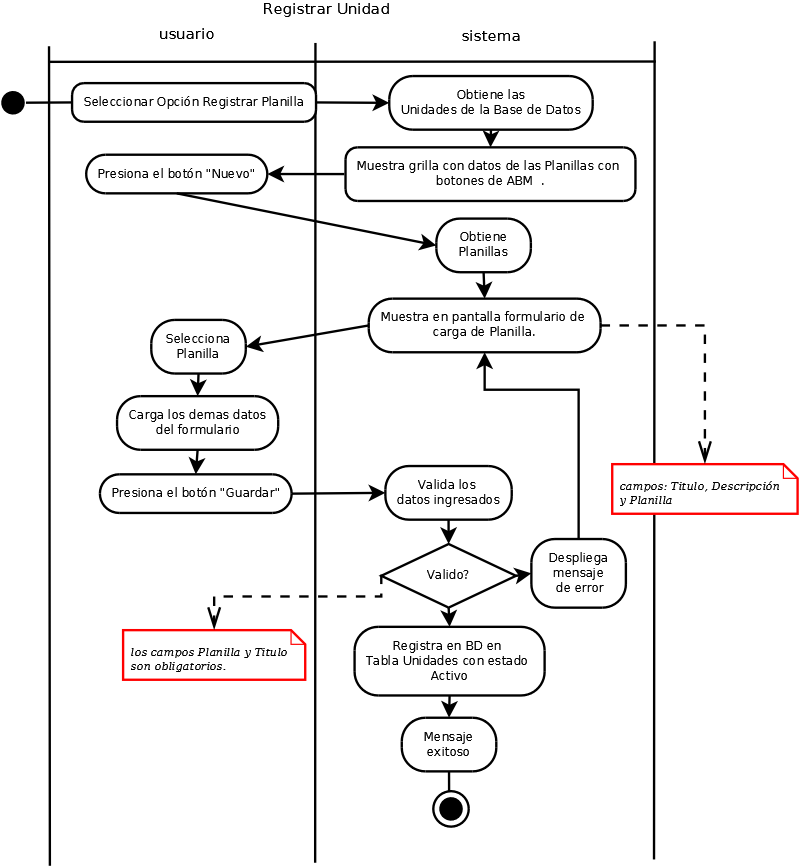 Registrar Unidad
usuario
sistema
Seleccionar Opción Registrar Planilla
Obtiene las
Unidades de la Base de Datos
Muestra grilla con datos de las Planillas con
botones de ABM .
Presiona el botón "Nuevo"
Obtiene
Planillas
Muestra en pantalla formulario de
carga de Planilla.
Selecciona
Planilla
Carga los demas datos
del formulario
Presiona el botón "Guardar"
Valida los
datos ingresados
campos: Titulo, Descripción
y Planilla
Valido?
Despliega
mensaje
de error
los campos Planilla y Titulo
son obligatorios.
Registra en BD en
Tabla Unidades con estado
Activo
Mensaje
exitoso